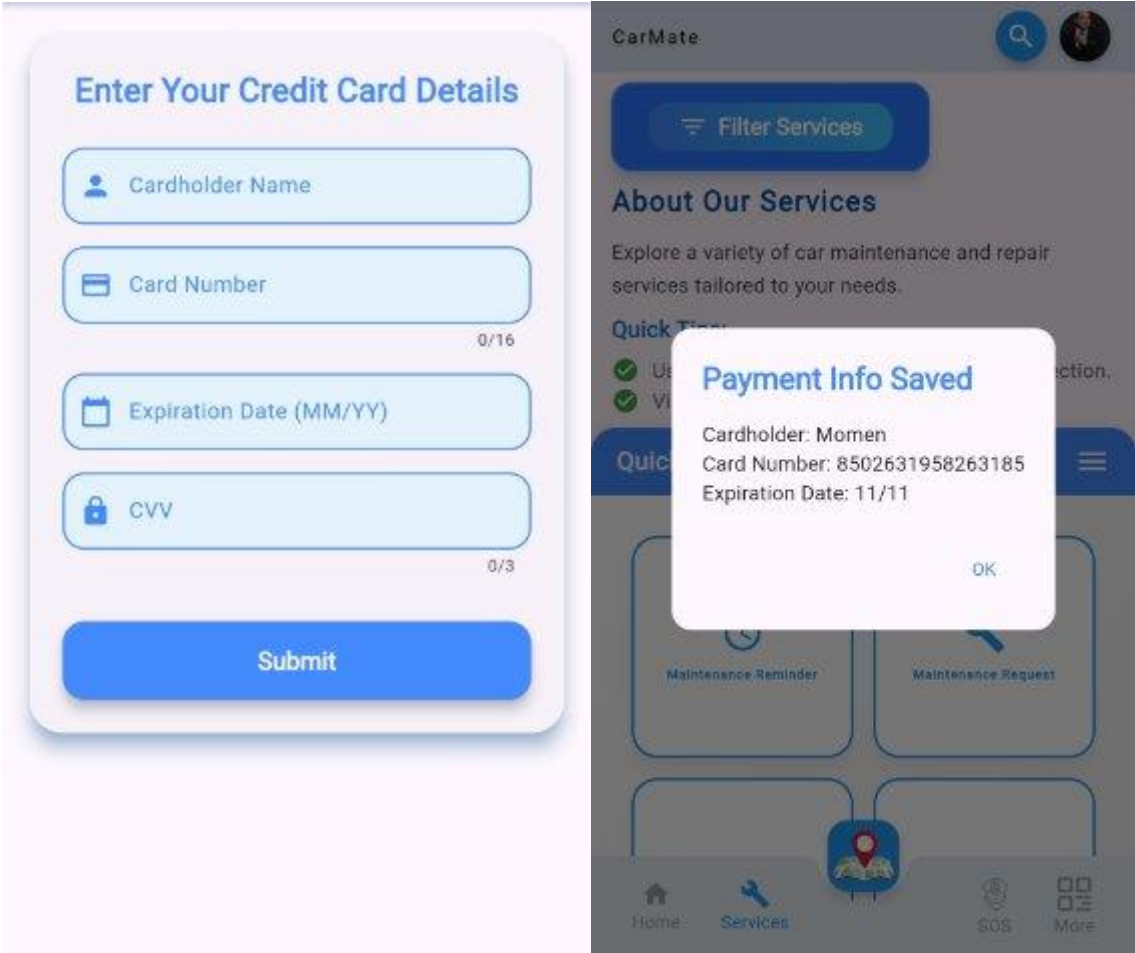 Enter Your Credit Card Details
Cardholder Name
Card Number
0/16
Expiration Date (MM/YY)
CVV
0/3
Submit
CarMate
Filter Services
About Our Services
Explore a variety of car maintenance and repair
services tailored to your needs.
Quick
ction.
Payment Info Saved
Cardholder: Momen
Card Number: 8502631958263185
Expiration Date: 11/11
OK
Quic
Maintenance Reminder
Maintenance Request
Home
Services
SOS
More